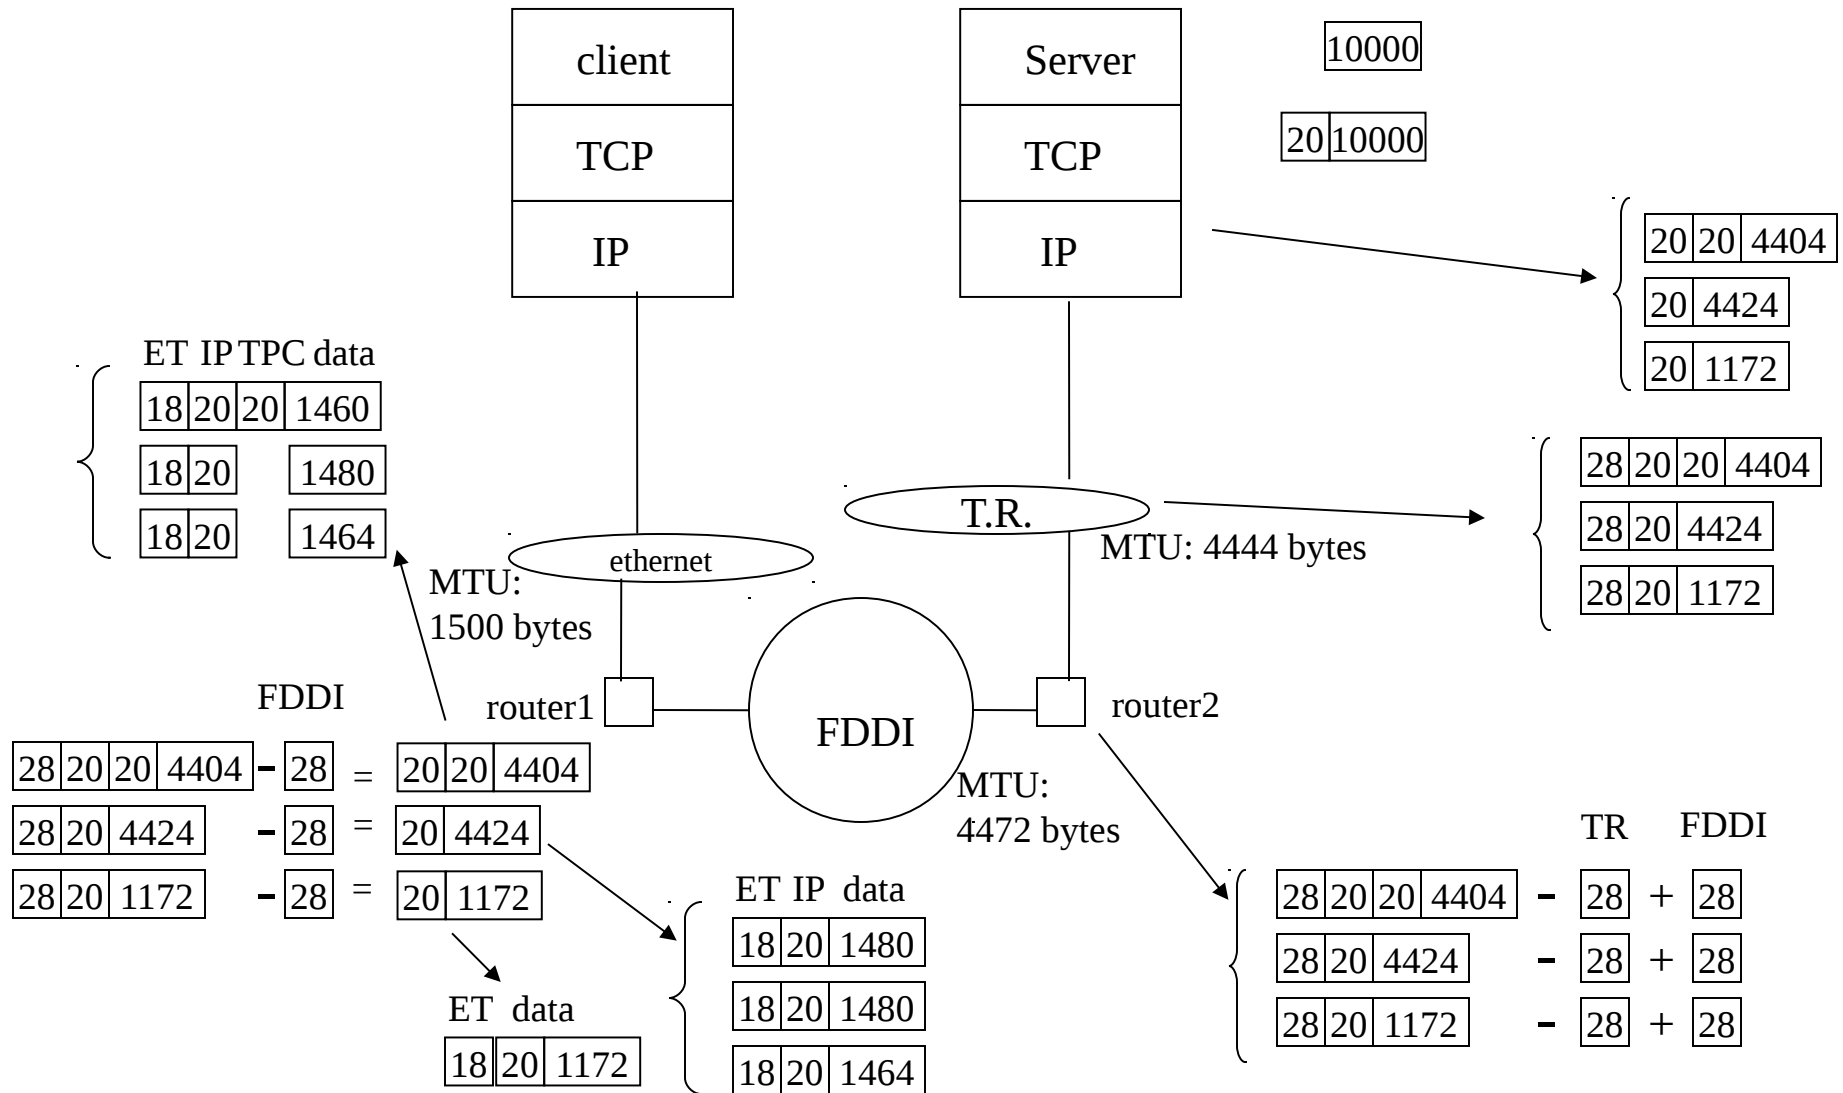 client
TCP
IP
Server
TCP
IP
10000
20 10000
20 20 4404
20 4424
20 1172
ET IP TPC data
18 20 20 1460
18 20 1480
18 20 1464
T.R.
MTU: 4444 bytes
ethernet
MTU:
1500 bytes
28 20 20 4404
28 20 4424
28 20 1172
FDDI
router1
FDDI
router2
MTU:
4472 bytes
28 20 20 4404 - 28 = 20 20 4404
28 20 4424 - 28 = 20 4424
28 20 1172 - 28 = 20 1172
ET data
18 20 1172
ET IP data
18 20 1480
18 20 1480
18 20 1464
TR FDDI
28 20 20 4404 - 28 + 28
28 20 4424 - 28 + 28
28 20 1172 - 28 + 28